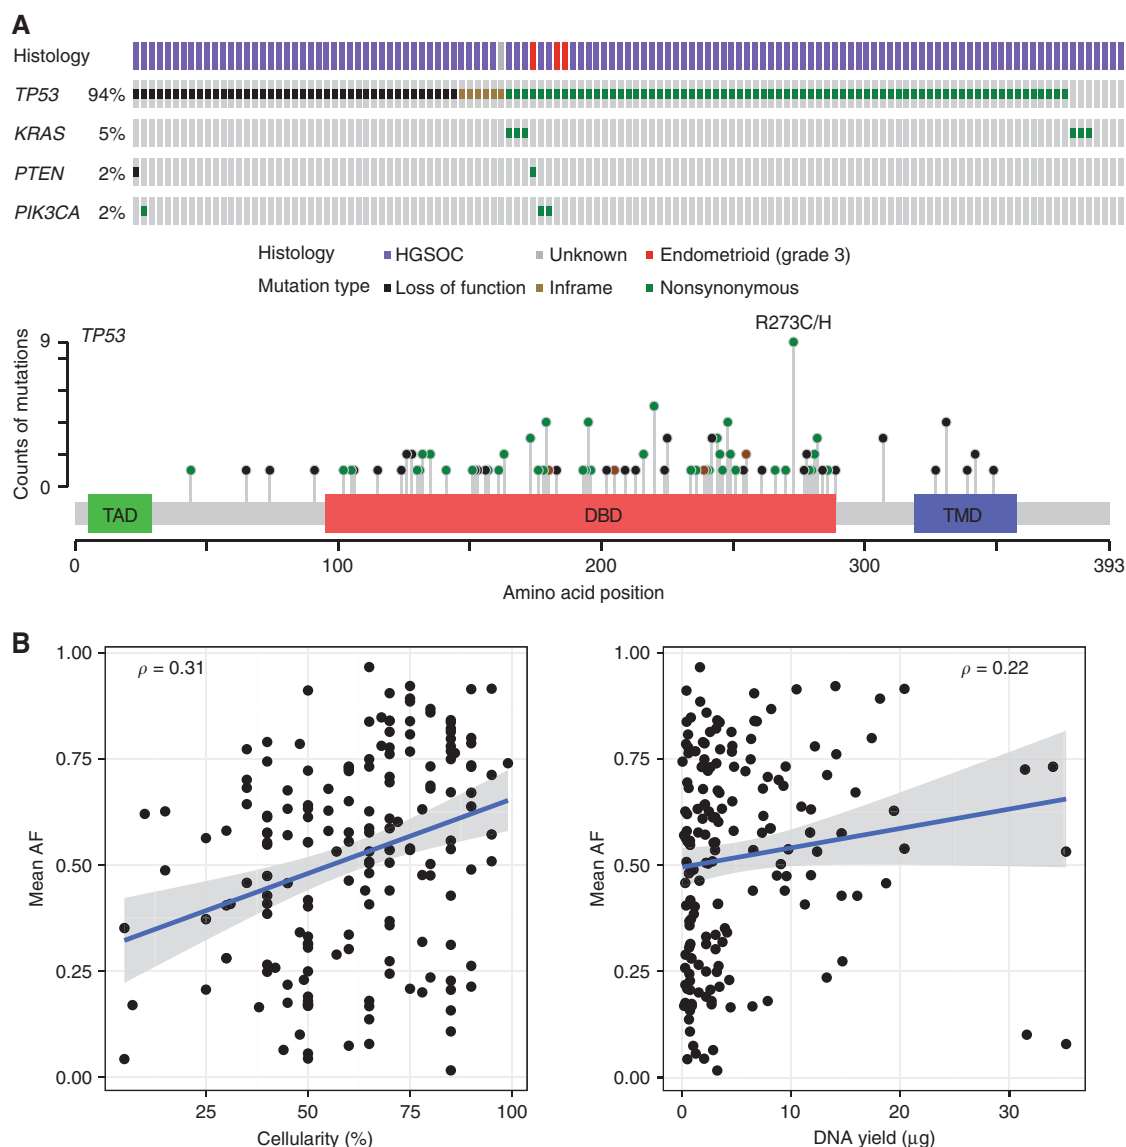 A
Histology
TP53 94%
KRAS 5%
PTEN 2%
PIK3CA 2%
Histology HGSOC Unknown Endometrioid (grade 3)
Mutation type Loss of function Inframe Nonsynonymous
TP53
R273C/H
Counts of mutations
9
0
TAD DBD TMD
0 100 200 300 393
Amino acid position
B
ρ = 0.31
Mean AF
1.00
0.75
0.50
0.25
0.00
25 50 75 100
Cellularity (%)
ρ = 0.22
Mean AF
1.00
0.75
0.50
0.25
0.00
0 10 20 30
DNA yield (μg)